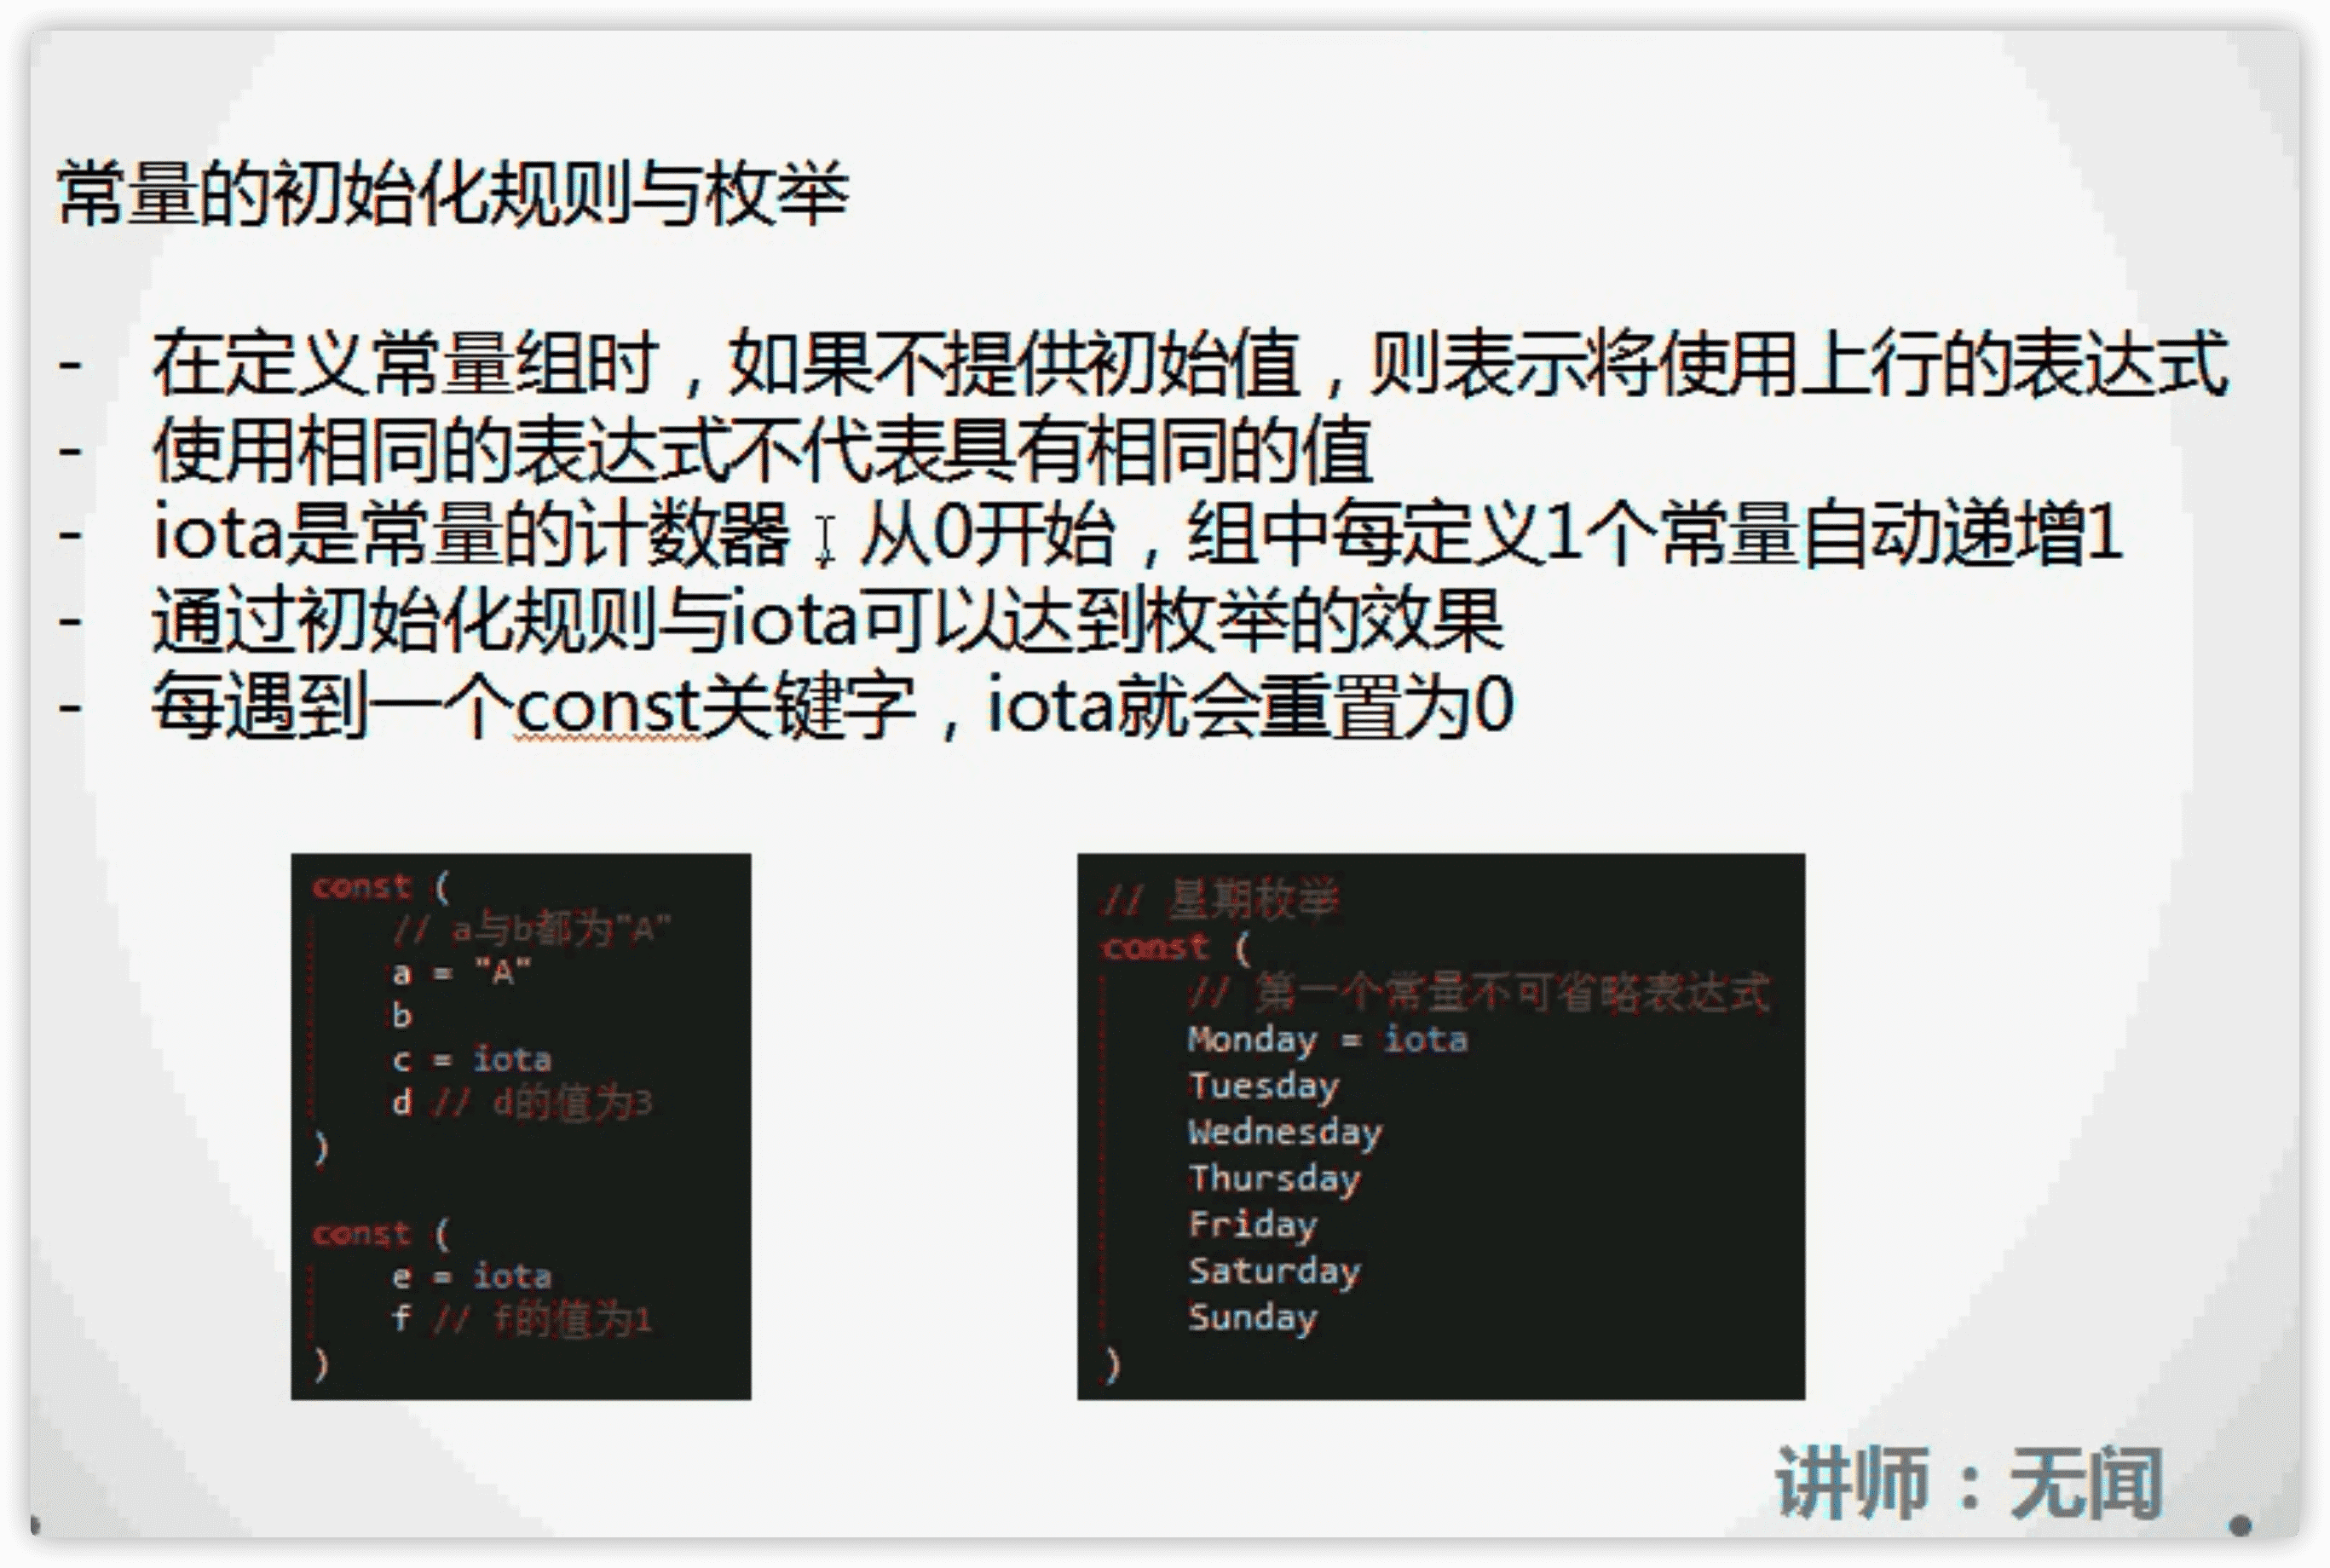 常量的初始化规则与枚举
- 在定义常量组时，如果不提供初始值，则表示将使用上行的表达式
- 使用相同的表达式不代表具有相同的值
- iota是常量的计数器，从0开始，组中每定义1个常量自动递增1
- 通过初始化规则与iota可以达到枚举的效果
- 每遇到一个const关键字，iota就会重置为0
const (
// a与b都为"A"
a = "A"
b
c = iota
d // d的值为3
)
const (
e = iota
f // f的值为1
)
// 星期枚举
const (
// 第一个常量不可省略表达式
Monday = iota
Tuesday
Wednesday
Thursday
Friday
Saturday
Sunday
)
讲师：无闻